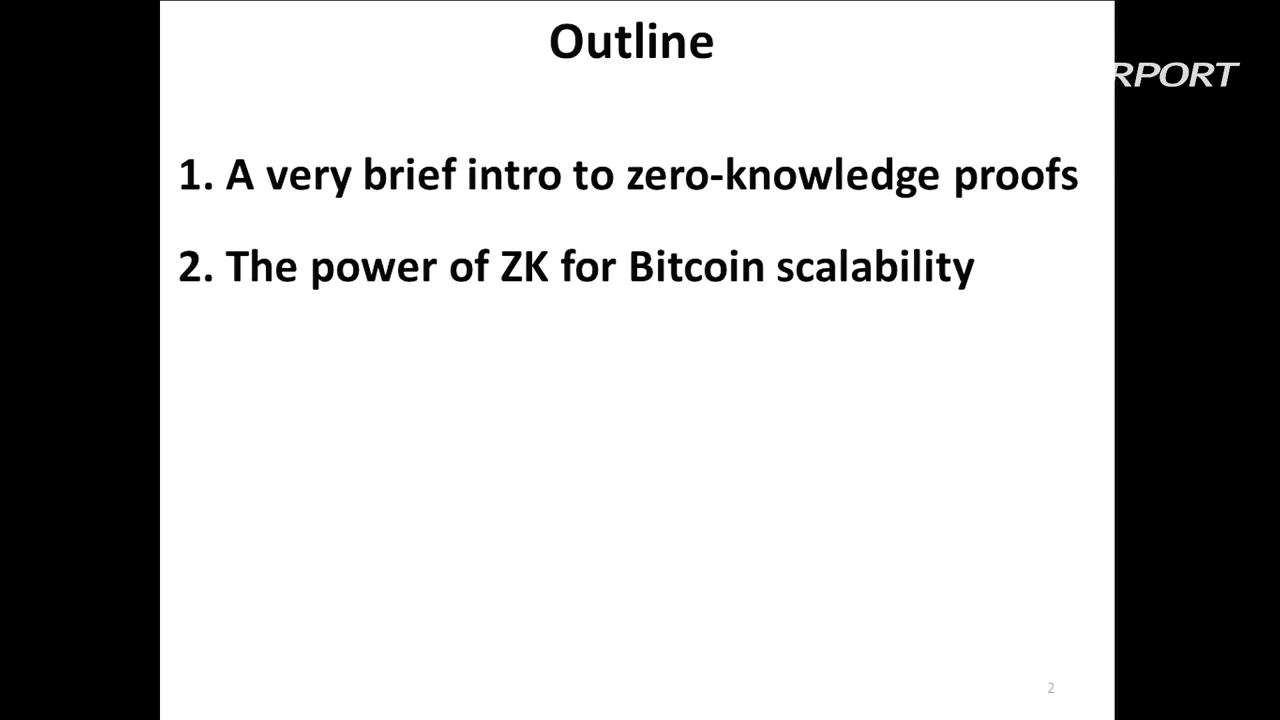 Outline
RPORT
1. A very brief intro to zero-knowledge proofs
2. The power of ZK for Bitcoin scalability
2